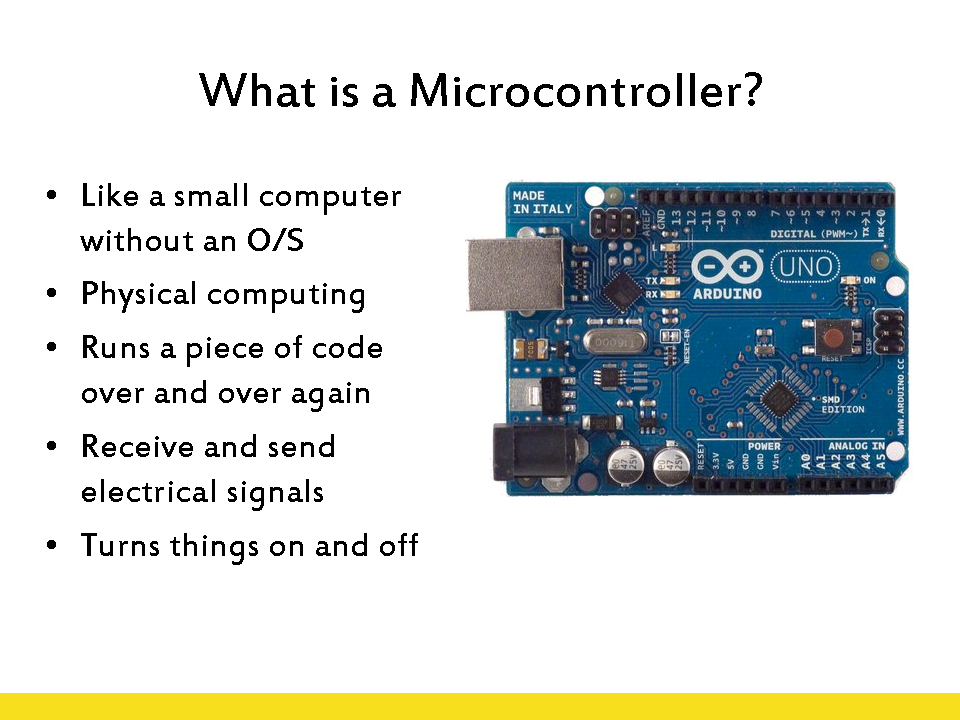 What is a Microcontroller?
• Like a small computer
without an O/S
• Physical computing
• Runs a piece of code
over and over again
• Receive and send
electrical signals
• Turns things on and off
MADE
IN ITALY
AREF
GND
13
12
~11
~10
~9
8
7
~6
~5
4
~3
2
TX→1
RX←0
DIGITAL (PWM~)
UNO
ARDUINO
TX
RX
ON
RESET-EN
RESET
ICSP
SMD
EDITION
WWW.ARDUINO.CC
47
25V
47
25V
POWER
ANALOG IN
RESET
3.3V
5V
GND
GND
Vin
A0
A1
A2
A3
A4
A5